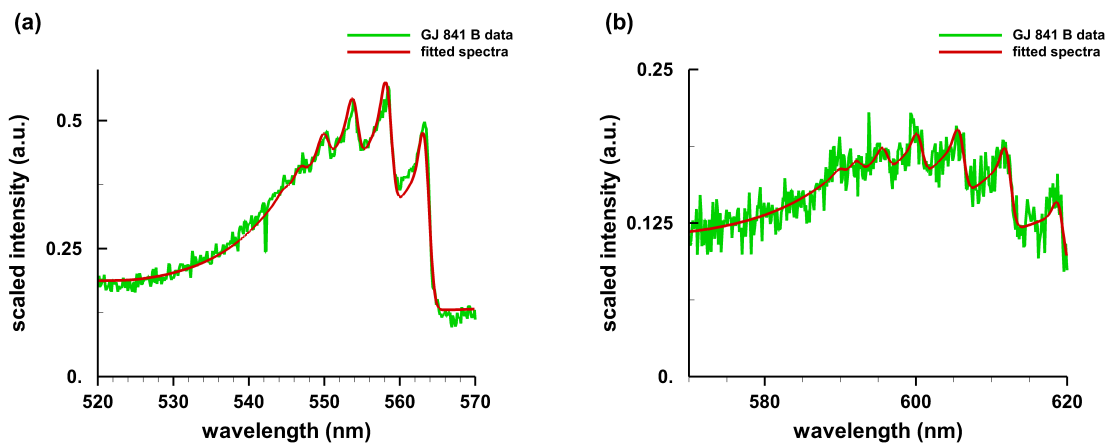 (a)
GJ 841 B data
fitted spectra
scaled intensity (a.u.)
0.5
0.25
0.
520 530 540 550 560 570
wavelength (nm)
(b)
GJ 841 B data
fitted spectra
scaled intensity (a.u.)
0.25
0.125
0.
580 600 620
wavelength (nm)